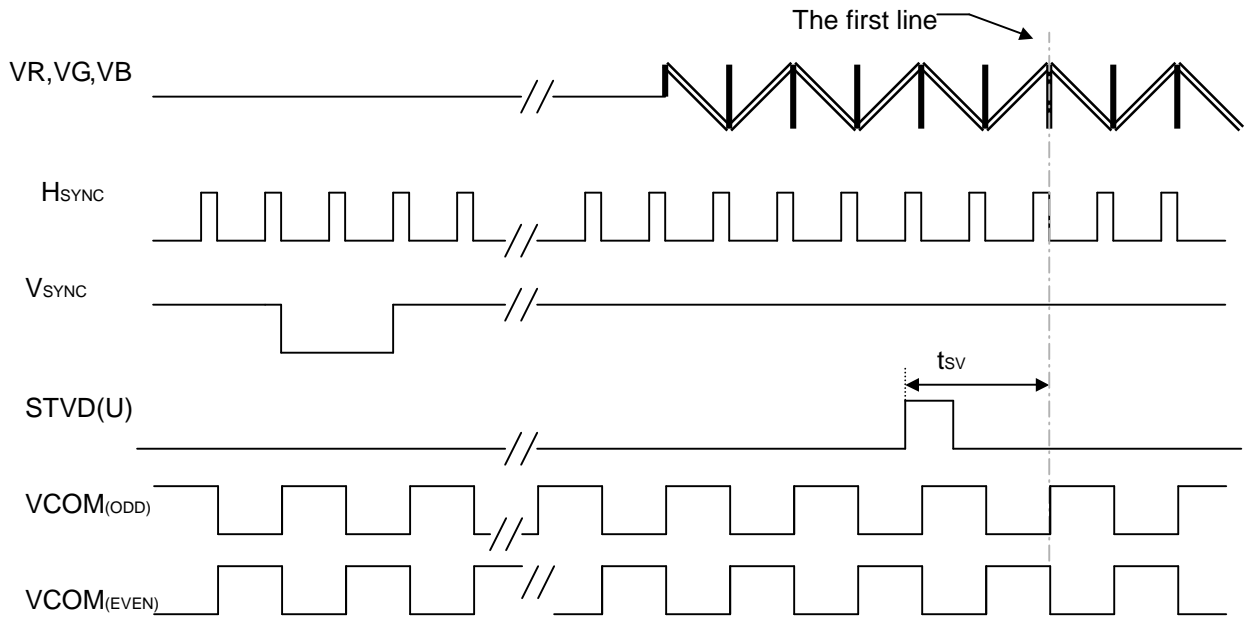 The first line
VR,VG,VB
HSYNC
VSYNC
tSV
STVD(U)
VCOM(ODD)
VCOM(EVEN)